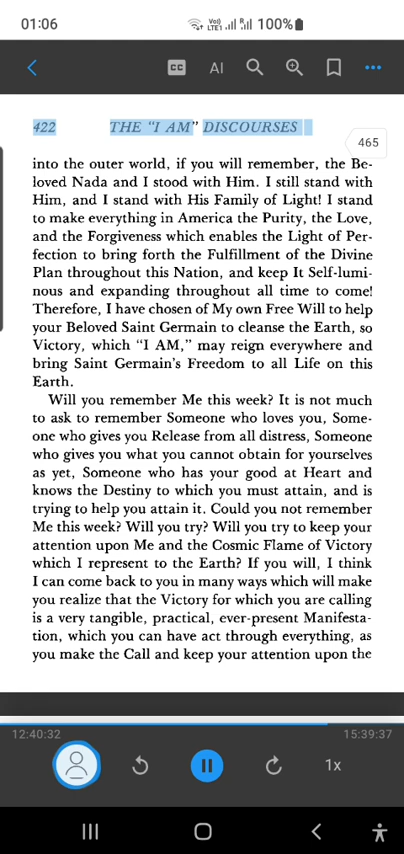 01:06
Vo)) LTE1 R 100%
CC AI
422 THE “I AM” DISCOURSES
465
into the outer world, if you will remember, the Be-
loved Nada and I stood with Him. I still stand with
Him, and I stand with His Family of Light! I stand
to make everything in America the Purity, the Love,
and the Forgiveness which enables the Light of Per-
fection to bring forth the Fulfillment of the Divine
Plan throughout this Nation, and keep It Self-lumi-
nous and expanding throughout all time to come!
Therefore, I have chosen of My own Free Will to help
your Beloved Saint Germain to cleanse the Earth, so
Victory, which “I AM,” may reign everywhere and
bring Saint Germain’s Freedom to all Life on this
Earth.
Will you remember Me this week? It is not much
to ask to remember Someone who loves you, Some-
one who gives you Release from all distress, Someone
who gives you what you cannot obtain for yourselves
as yet, Someone who has your good at Heart and
knows the Destiny to which you must attain, and is
trying to help you attain it. Could you not remember
Me this week? Will you try? Will you try to keep your
attention upon Me and the Cosmic Flame of Victory
which I represent to the Earth? If you will, I think
I can come back to you in many ways which will make
you realize that the Victory for which you are calling
is a very tangible, practical, ever-present Manifesta-
tion, which you can have act through everything, as
you make the Call and keep your attention upon the
12:40:32 15:39:37
1x